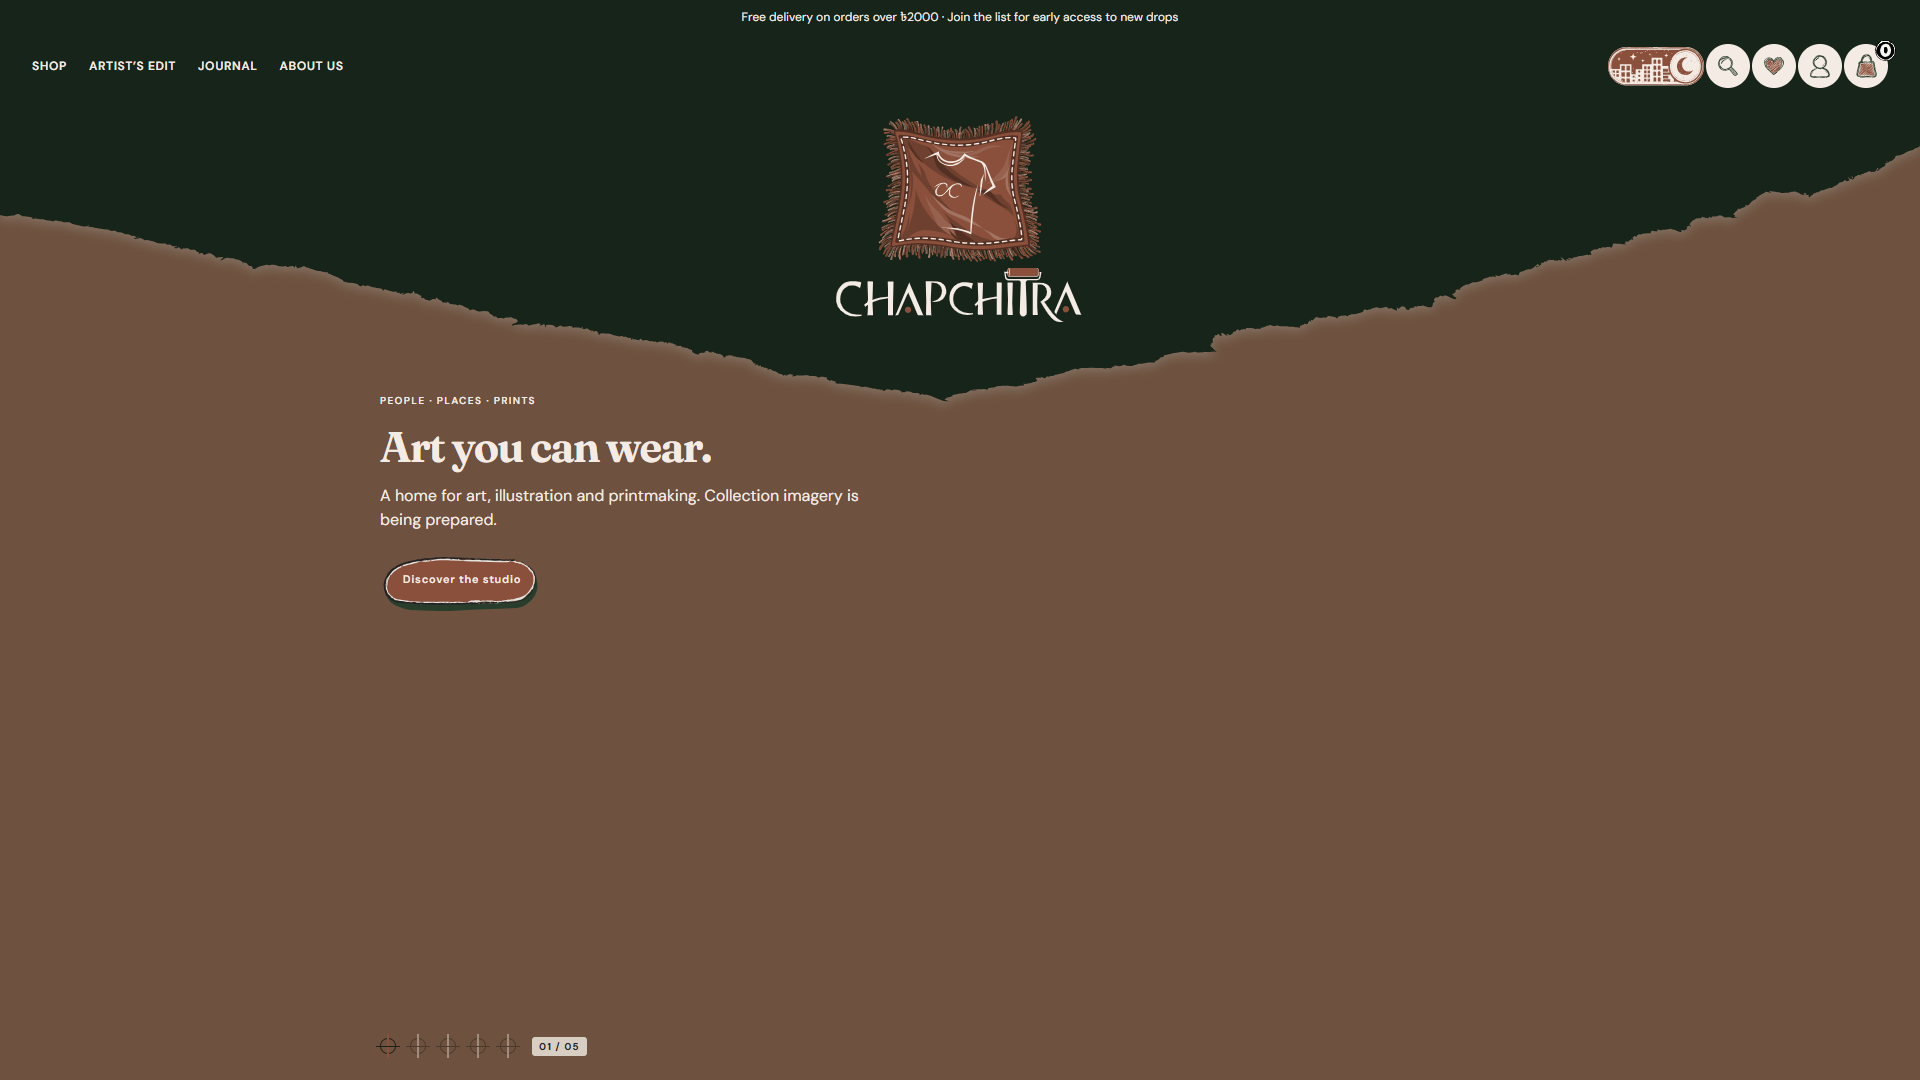 Free delivery on orders over ৳2000 · Join the list for early access to new drops
SHOP ARTIST’S EDIT JOURNAL ABOUT US
0
CC
CHAPCHITRA
PEOPLE · PLACES · PRINTS
Art you can wear.
A home for art, illustration and printmaking. Collection imagery is
being prepared.
Discover the studio
01 / 05